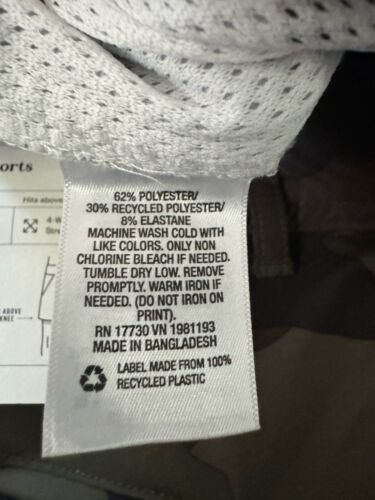 orts
Hits above
4-W
Stre
ABOVE
KNEE
62% POLYESTER/
30% RECYCLED POLYESTER/
8% ELASTANE
MACHINE WASH COLD WITH
LIKE COLORS. ONLY NON
CHLORINE BLEACH IF NEEDED.
TUMBLE DRY LOW. REMOVE
PROMPTLY. WARM IRON IF
NEEDED. (DO NOT IRON ON
PRINT).
RN 17730 VN 1981193
MADE IN BANGLADESH
LABEL MADE FROM 100%
RECYCLED PLASTIC